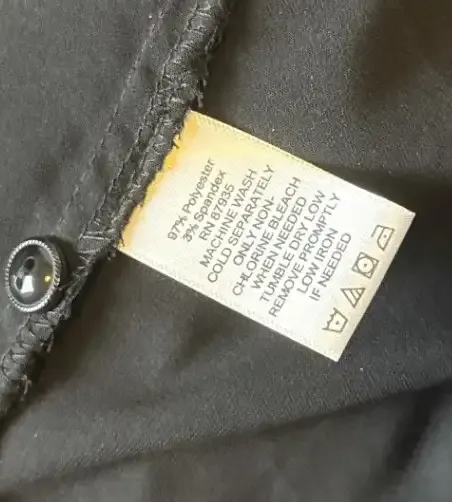 97% Polyester
3% Spandex
RN 87935
MACHINE WASH
COLD SEPARATELY
ONLY NON-
CHLORINE BLEACH
WHEN NEEDED
TUMBLE DRY LOW
REMOVE PROMPTLY
LOW IRON
IF NEEDED